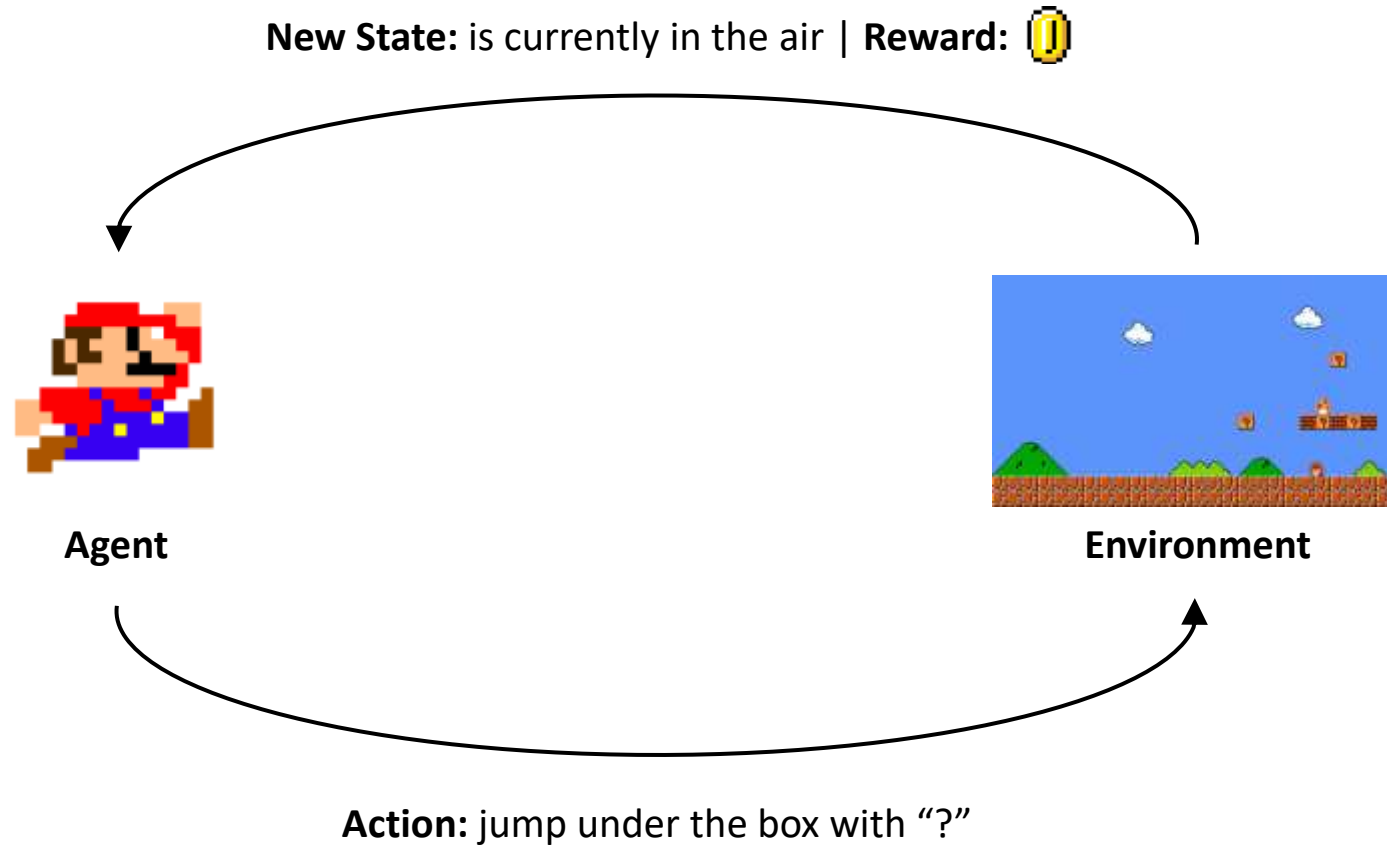 New State: is currently in the air | Reward:
Agent
Environment
Action: jump under the box with “?”